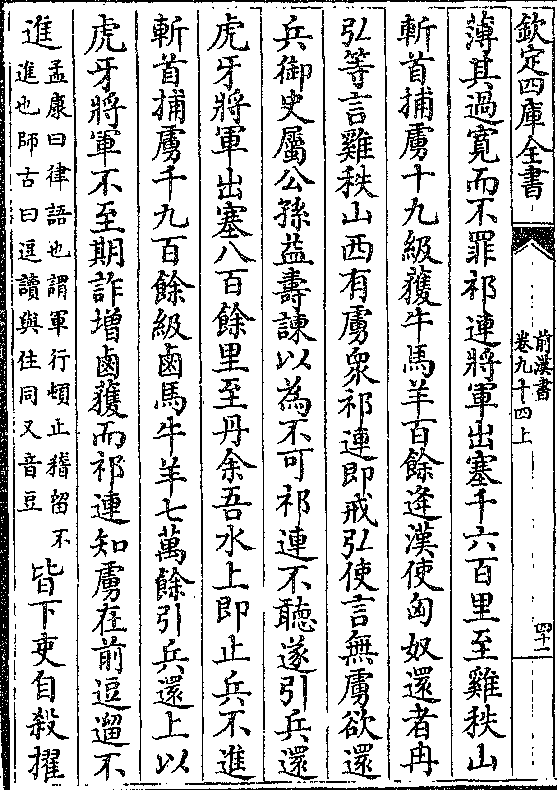 欽定四庫全書
前漢書
卷九十四上
四十一
薄其過寛而不罪祁連將軍出塞千六百里至雞秩山
斬首捕虜十九級獲牛馬羊百餘逢漢使匈奴還者冉
弘等言雞秩山西有虜衆祁連即戒弘使言無虜欲還
兵御史屬公孫益壽諫以為不可祁連不聽遂引兵還
虎牙將軍出塞八百餘里至丹余吾水上即止兵不進
斬首捕虜千九百餘級鹵馬牛羊七萬餘引兵還上以
虎牙將軍不至期詐增鹵獲而祁連知虜在前逗遛不
進孟康曰律語也謂軍行頓止稽留不
進也師古曰逗讀與住同又音豆
皆下吏自殺擢